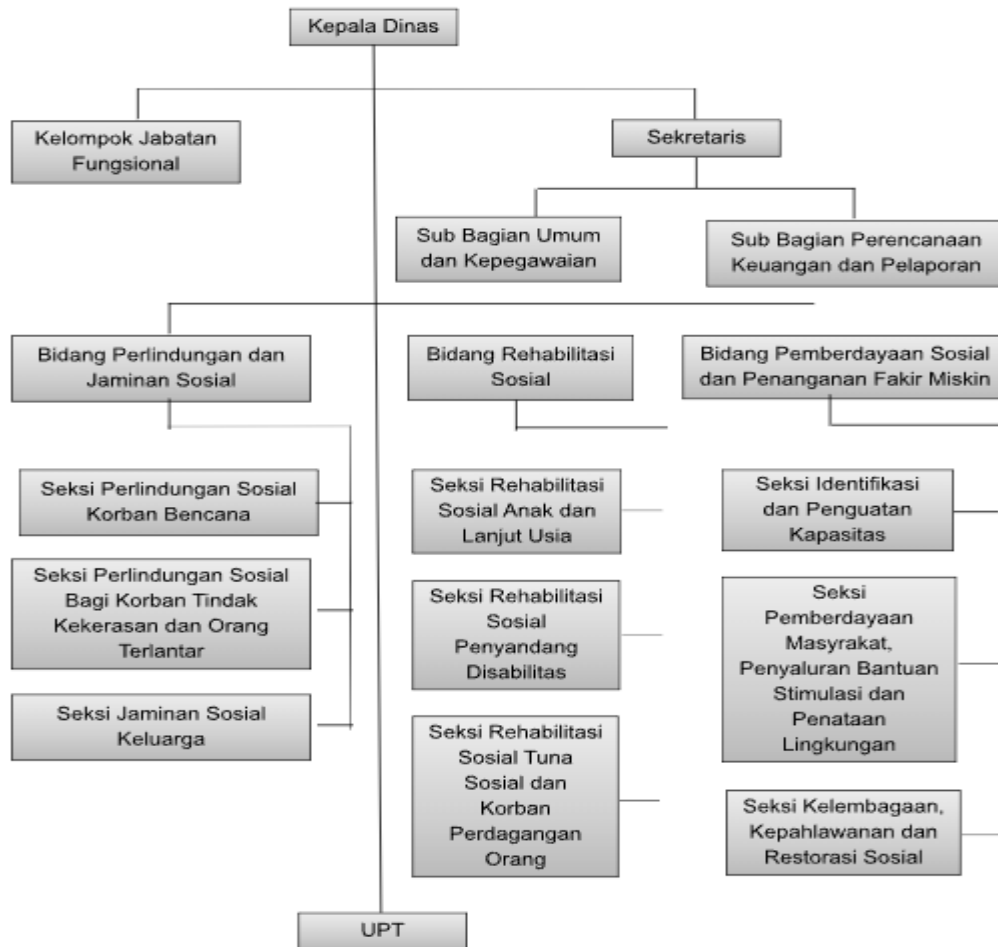 Kepala Dinas
Kelompok Jabatan
Fungsional
Sekretaris
Sub Bagian Umum
dan Kepegawaian
Sub Bagian Perencanaan
Keuangan dan Pelaporan
Bidang Perlindungan dan
Jaminan Sosial
Bidang Rehabilitasi
Sosial
Bidang Pemberdayaan Sosial
dan Penanganan Fakir Miskin
Seksi Perlindungan Sosial
Korban Bencana
Seksi Perlindungan Sosial
Bagi Korban Tindak
Kekerasan dan Orang
Terlantar
Seksi Jaminan Sosial
Keluarga
Seksi Rehabilitasi
Sosial Anak dan
Lanjut Usia
Seksi Rehabilitasi
Sosial
Penyandang
Disabilitas
Seksi Rehabilitasi
Sosial Tuna
Sosial dan
Korban
Perdagangan
Orang
Seksi Identifikasi
dan Penguatan
Kapasitas
Seksi
Pemberdayaan
Masyrakat,
Penyaluran Bantuan
Stimulasi dan
Penataan
Lingkungan
Seksi Kelembagaan,
Kepahlawanan dan
Restorasi Sosial
UPT